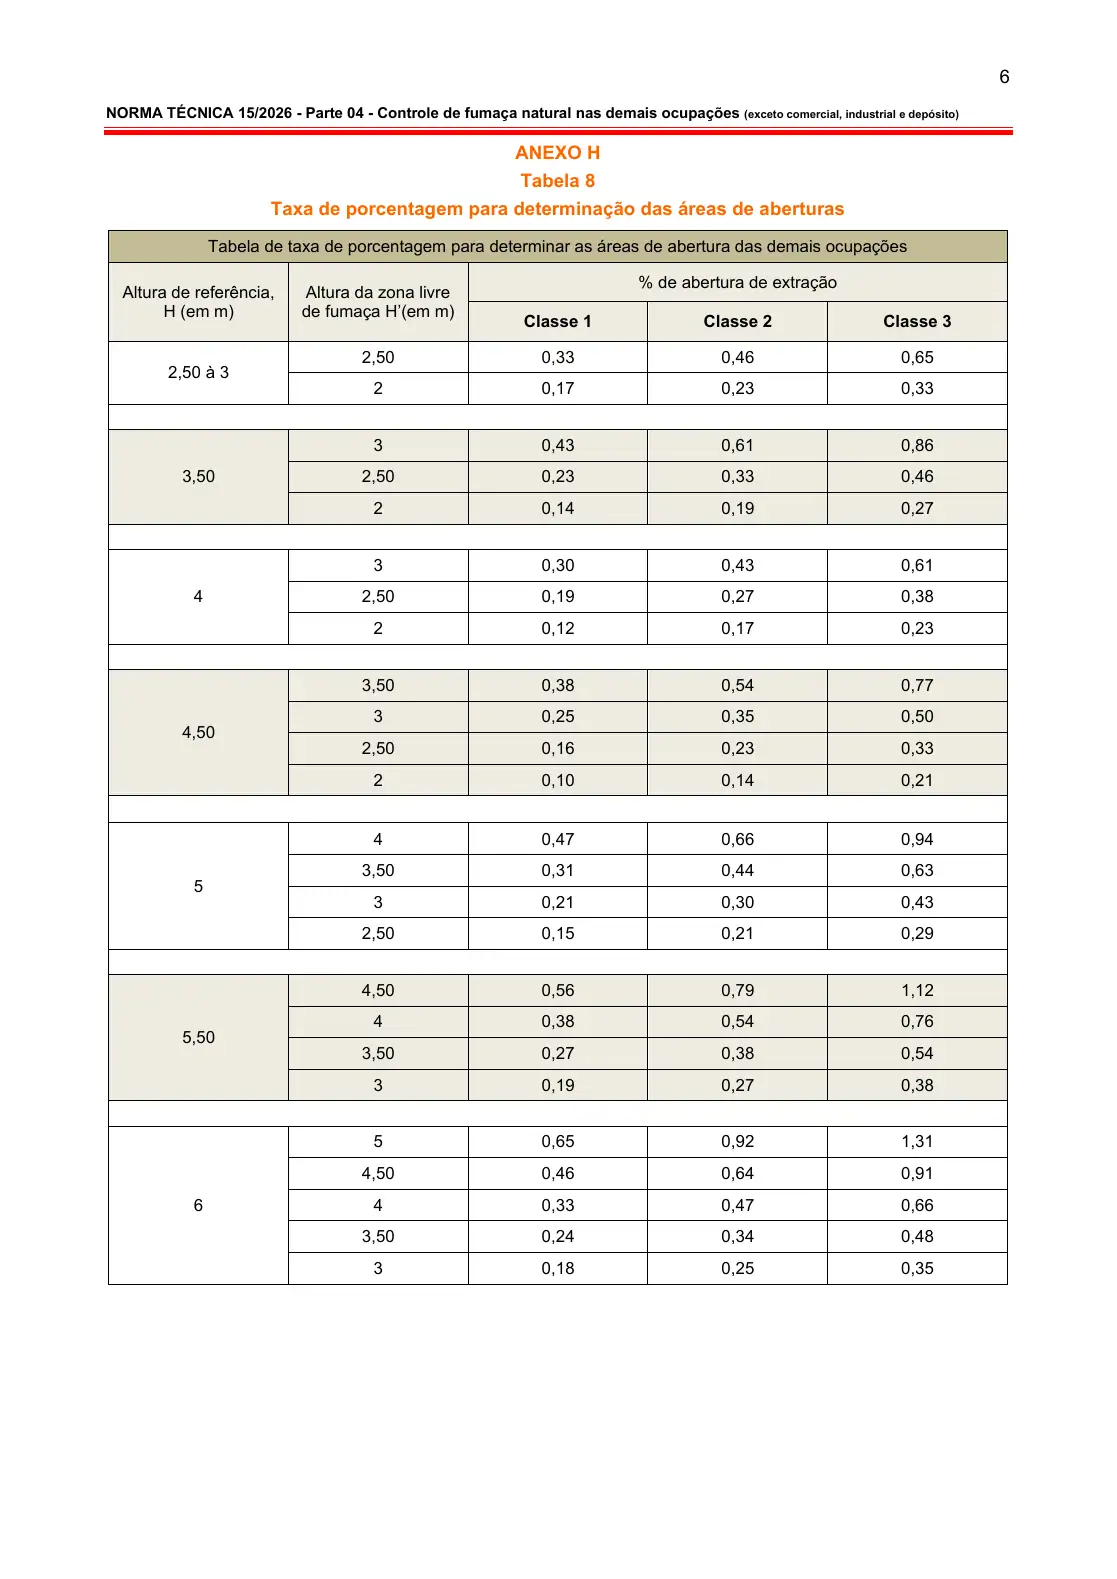 6
NORMA TÉCNICA 15/2026 - Parte 04 - Controle de fumaça natural nas demais ocupações (exceto comercial, industrial e depósito)
ANEXO H
Tabela 8
Taxa de porcentagem para determinação das áreas de aberturas
Tabela de taxa de porcentagem para determinar as áreas de abertura das demais ocupações
Altura de referência, H (em m)
Altura da zona livre de fumaça H’(em m)
% de abertura de extração
Classe 1 Classe 2 Classe 3
2,50 à 3
2,50 0,33 0,46 0,65
2 0,17 0,23 0,33
3,50
3 0,43 0,61 0,86
2,50 0,23 0,33 0,46
2 0,14 0,19 0,27
4
3 0,30 0,43 0,61
2,50 0,19 0,27 0,38
2 0,12 0,17 0,23
4,50
3,50 0,38 0,54 0,77
3 0,25 0,35 0,50
2,50 0,16 0,23 0,33
2 0,10 0,14 0,21
5
4 0,47 0,66 0,94
3,50 0,31 0,44 0,63
3 0,21 0,30 0,43
2,50 0,15 0,21 0,29
5,50
4,50 0,56 0,79 1,12
4 0,38 0,54 0,76
3,50 0,27 0,38 0,54
3 0,19 0,27 0,38
6
5 0,65 0,92 1,31
4,50 0,46 0,64 0,91
4 0,33 0,47 0,66
3,50 0,24 0,34 0,48
3 0,18 0,25 0,35